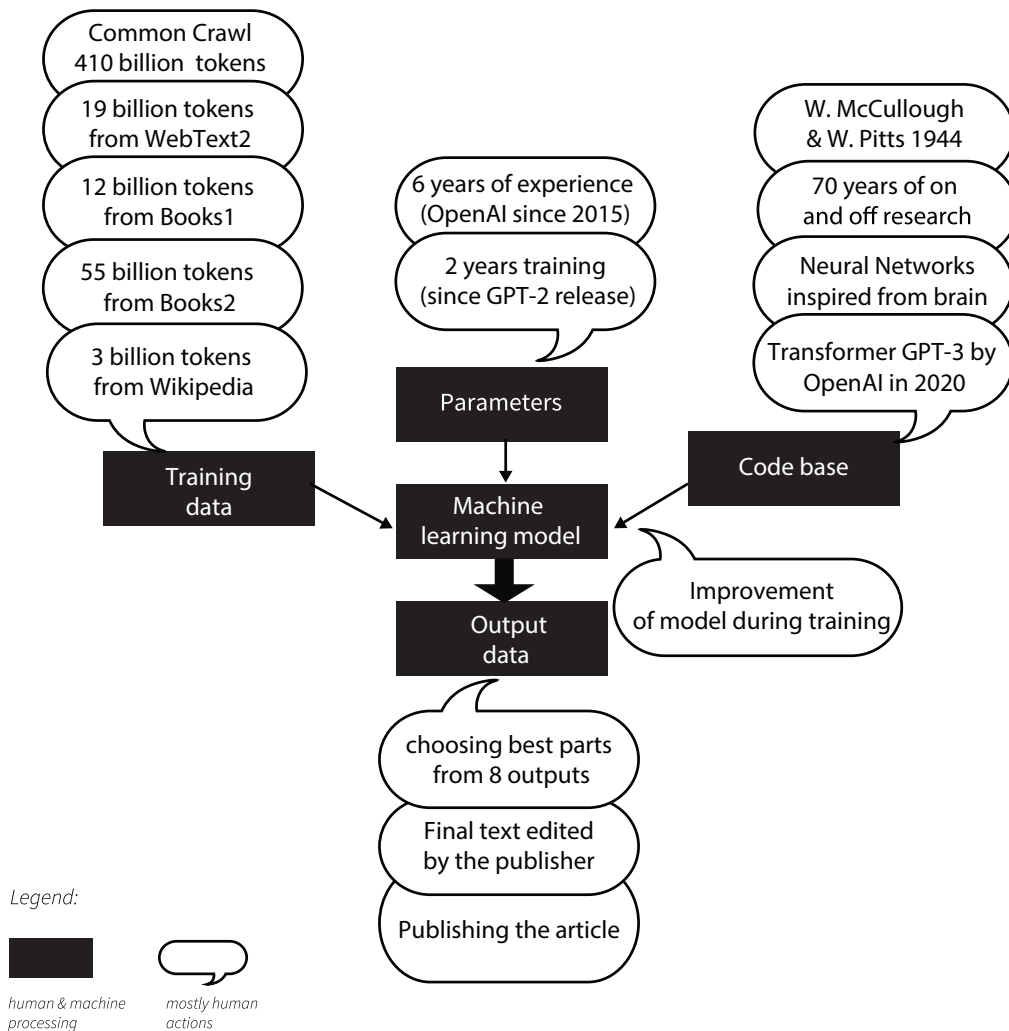 Common Crawl
410 billion tokens
19 billion tokens
from WebText2
12 billion tokens
from Books1
55 billion tokens
from Books2
3 billion tokens
from Wikipedia
Training
data
6 years of experience
(OpenAI since 2015)
2 years training
(since GPT-2 release)
Parameters
W. McCullough
& W. Pitts 1944
70 years of on
and off research
Neural Networks
inspired from brain
Transformer GPT-3 by
OpenAI in 2020
Code base
Machine
learning model
Improvement
of model during training
Output
data
choosing best parts
from 8 outputs
Final text edited
by the publisher
Publishing the article
Legend:
human & machine
processing
mostly human
actions